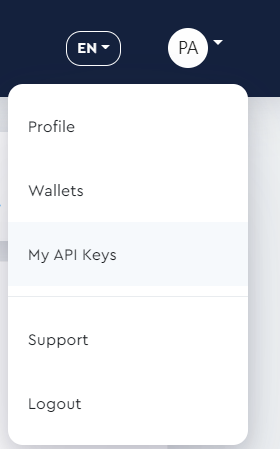 EN
PA
Profile
Wallets
My API Keys
Support
Logout